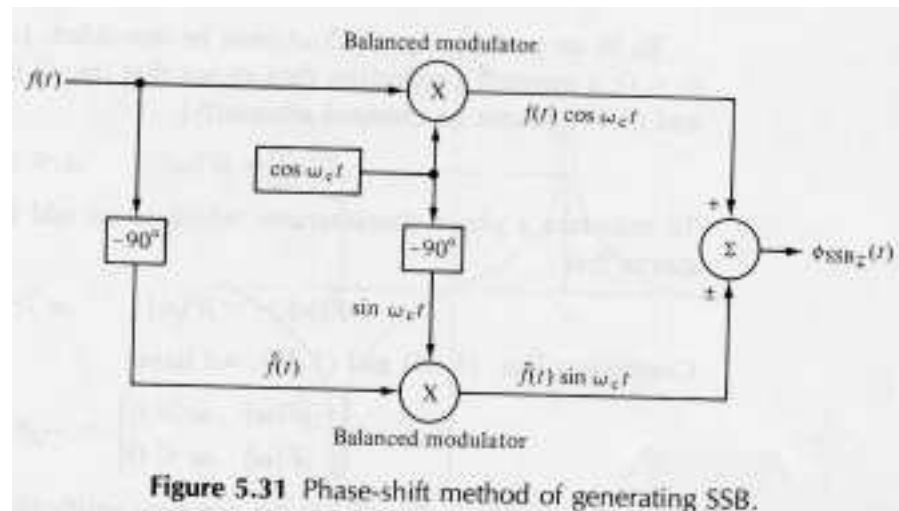 Balanced modulator
f(t)
X
f(t) cos ω_c t
cos ω_c t
+
−90°
−90°
Σ
ϕ_SSB∓(t)
±
sin ω_c t
f̂(t)
X
f̂(t) sin ω_c t
Balanced modulator
Figure 5.31 Phase-shift method of generating SSB.